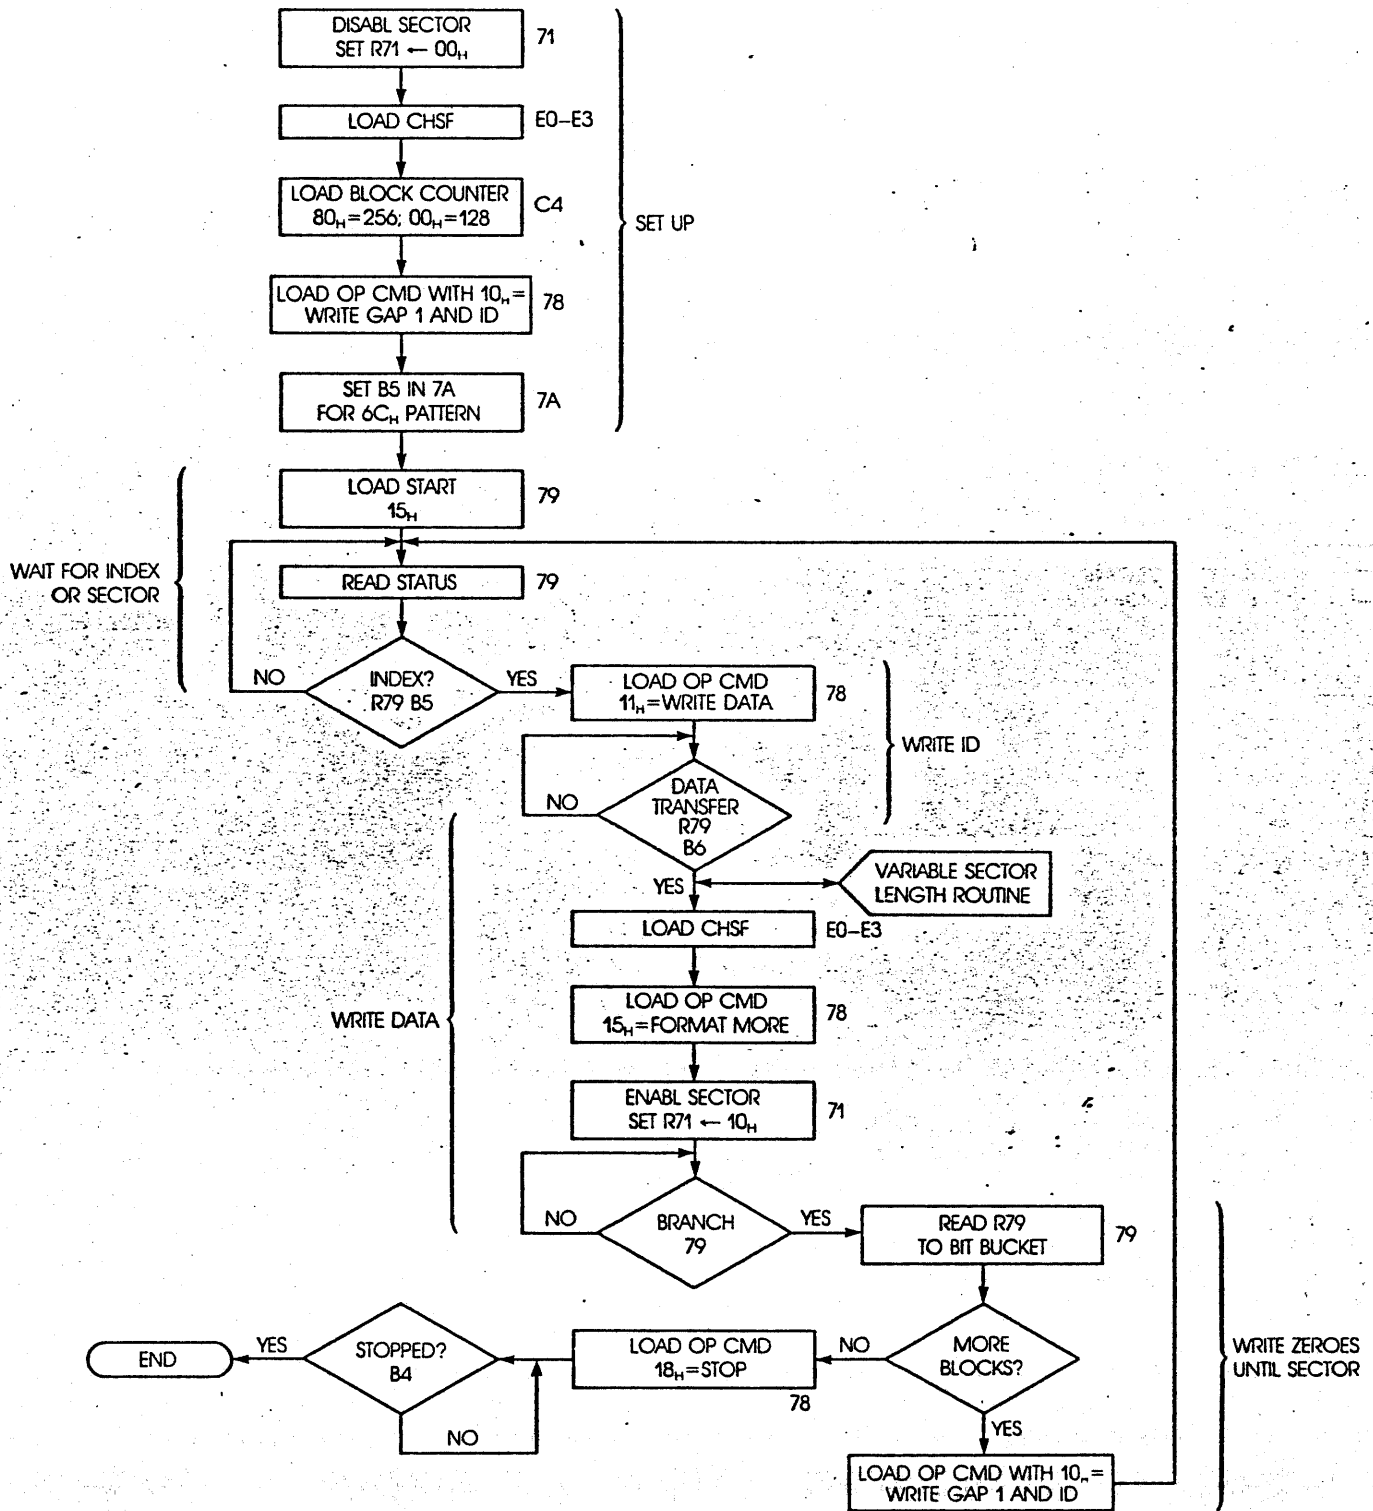 DISABL SECTOR
SET R71 ← 00H
71
LOAD CHSF
E0–E3
LOAD BLOCK COUNTER
80H=256; 00H=128
C4
SET UP
LOAD OP CMD WITH 10H=
WRITE GAP 1 AND ID
78
SET B5 IN 7A
FOR 6CH PATTERN
7A
LOAD START
15H
79
WAIT FOR INDEX
OR SECTOR
READ STATUS
79
INDEX?
R79 B5
NO
YES
LOAD OP CMD
11H=WRITE DATA
78
WRITE ID
DATA
TRANSFER
R79
B6
NO
YES
VARIABLE SECTOR
LENGTH ROUTINE
LOAD CHSF
E0–E3
WRITE DATA
LOAD OP CMD
15H=FORMAT MORE
78
ENABL SECTOR
SET R71 ← 10H
71
BRANCH
79
NO
YES
READ R79
TO BIT BUCKET
79
MORE
BLOCKS?
NO
YES
WRITE ZEROES
UNTIL SECTOR
LOAD OP CMD
18H=STOP
78
STOPPED?
B4
YES
NO
END
LOAD OP CMD WITH 10H=
WRITE GAP 1 AND ID